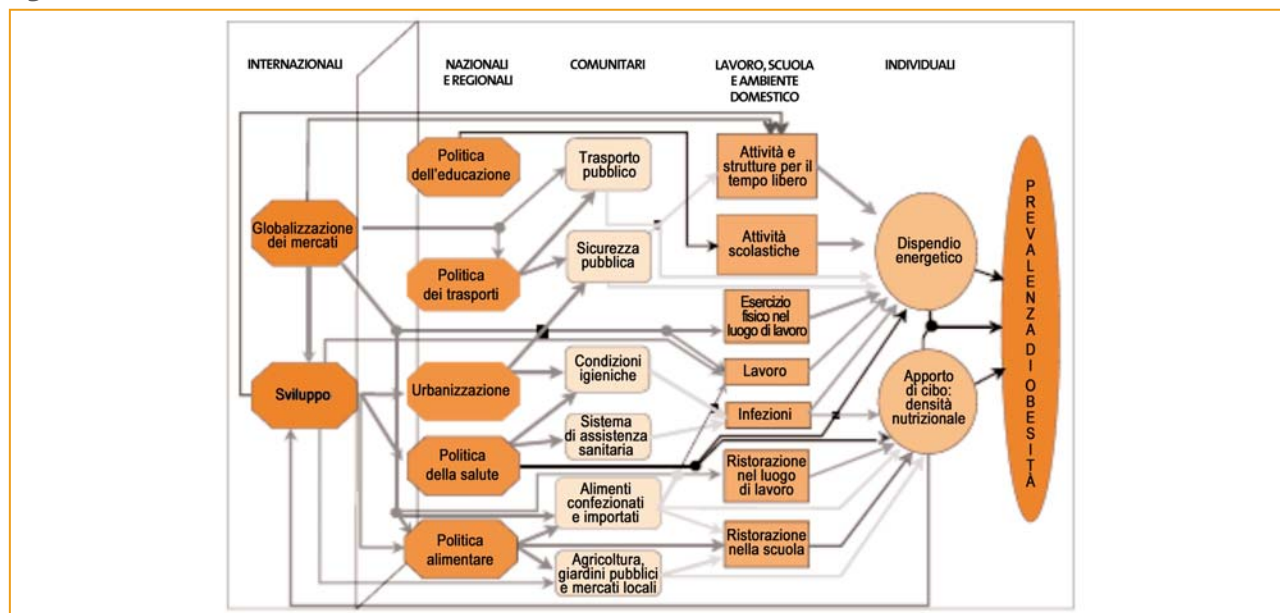 INTERNAZIONALI
NAZIONALI
E REGIONALI
COMUNITARI
LAVORO, SCUOLA
E AMBIENTE
DOMESTICO
INDIVIDUALI
Globalizzazione
dei mercati
Sviluppo
Politica
dell'educazione
Politica
dei trasporti
Urbanizzazione
Politica
della salute
Politica
alimentare
Trasporto
pubblico
Sicurezza
pubblica
Condizioni
igieniche
Sistema
di assistenza
sanitaria
Alimenti
confezionati
e importati
Agricoltura,
giardini pubblici
e mercati locali
Attività e
strutture per il
tempo libero
Attività
scolastiche
Esercizio
fisico nel
luogo di lavoro
Lavoro
Infezioni
Ristorazione
nel luogo
di lavoro
Ristorazione
nella scuola
Dispendio
energetico
Apporto
di cibo:
densità
nutrizionale
PREVALENZA DI OBESITÀ